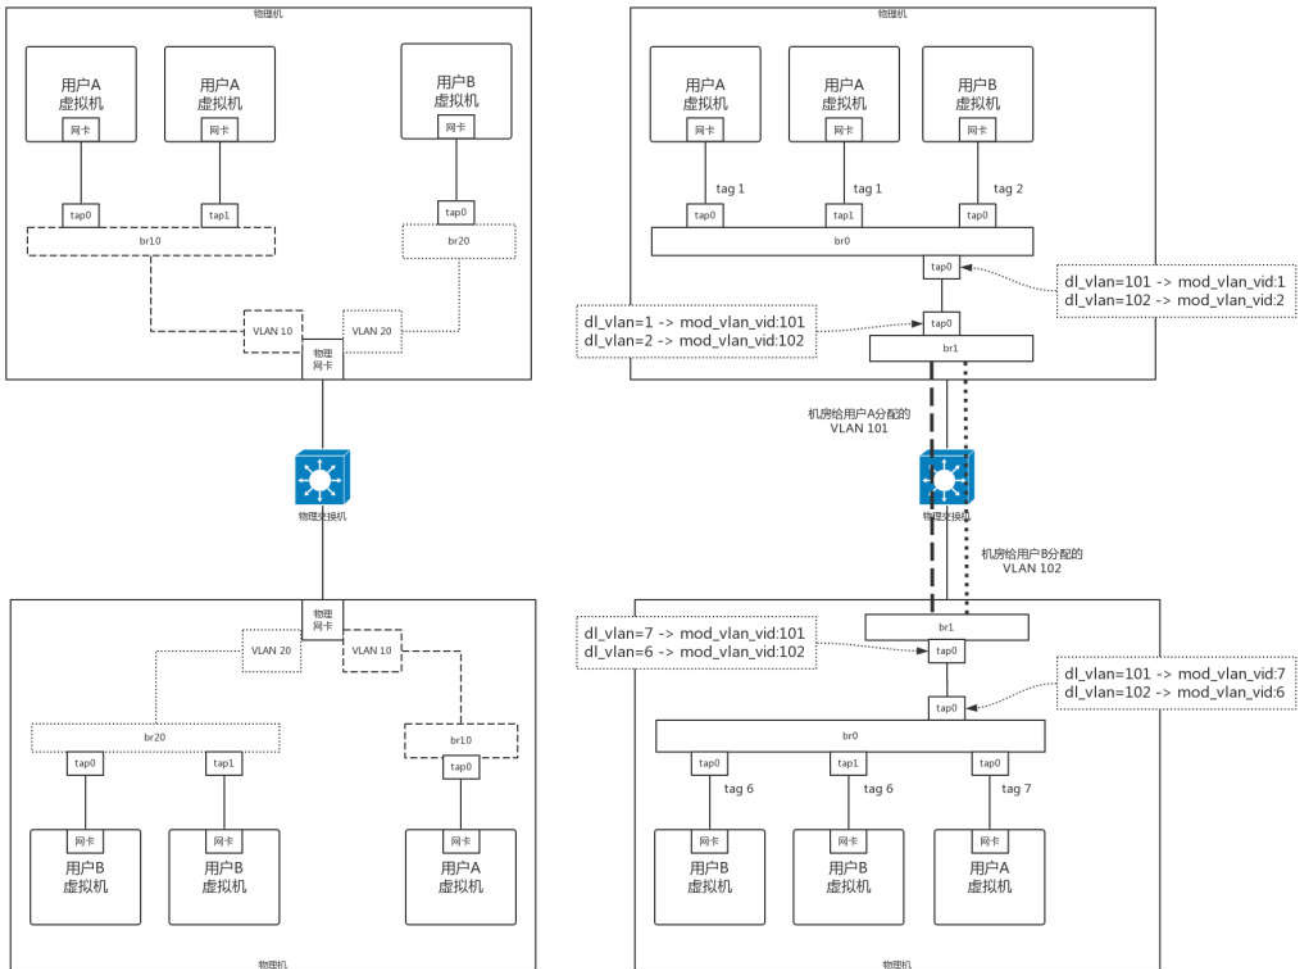 物理机
用户A
虚拟机
网卡
用户A
虚拟机
网卡
用户B
虚拟机
网卡
tap0
tap1
tap0
br10
br20
VLAN 10
VLAN 20
物理
网卡
物理交换机
物理
网卡
VLAN 20
VLAN 10
br20
br10
tap0
tap1
tap0
网卡
用户B
虚拟机
网卡
用户B
虚拟机
网卡
用户A
虚拟机
物理机
物理机
用户A
虚拟机
网卡
用户A
虚拟机
网卡
用户B
虚拟机
网卡
tag 1
tag 1
tag 2
tap0
tap1
tap0
br0
tap0
dl_vlan=101 -> mod_vlan_vid:1
dl_vlan=102 -> mod_vlan_vid:2
dl_vlan=1 -> mod_vlan_vid:101
dl_vlan=2 -> mod_vlan_vid:102
tap0
br1
机房给用户A分配的
VLAN 101
物理交换机
机房给用户B分配的
VLAN 102
br1
dl_vlan=7 -> mod_vlan_vid:101
dl_vlan=6 -> mod_vlan_vid:102
tap0
dl_vlan=101 -> mod_vlan_vid:7
dl_vlan=102 -> mod_vlan_vid:6
tap0
br0
tap0
tap1
tap0
tag 6
tag 6
tag 7
网卡
用户B
虚拟机
网卡
用户B
虚拟机
网卡
用户A
虚拟机
物理机